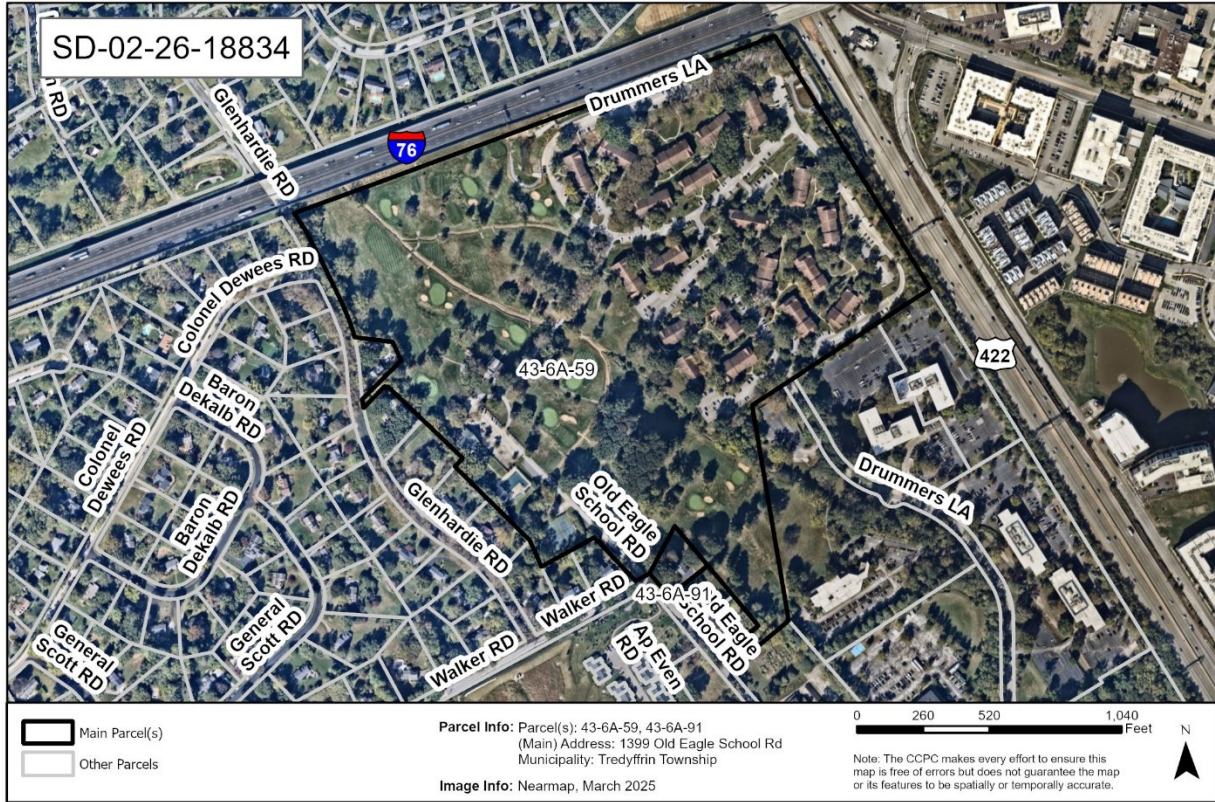 SD-02-26-18834
RD
Glenhardie RD
Drummers LA
76
Colonel Dewees RD
422
43-6A-59
Baron
Dekalb RD
Colonel
Dewees RD
Baron
Dekalb RD
Drummers LA
Old Eagle
School RD
Glenhardie RD
43-6A-91
Walker RD
Old Eagle
School RD
General
Scott RD
General
Scott RD
Walker RD
Ap Even
RD
Main Parcel(s)
Other Parcels
Parcel Info: Parcel(s): 43-6A-59, 43-6A-91
(Main) Address: 1399 Old Eagle School Rd
Municipality: Tredyffrin Township
Image Info: Nearmap, March 2025
0 260 520 1,040
Feet
Note: The CCPC makes every effort to ensure this
map is free of errors but does not guarantee the map
or its features to be spatially or temporally accurate.
N